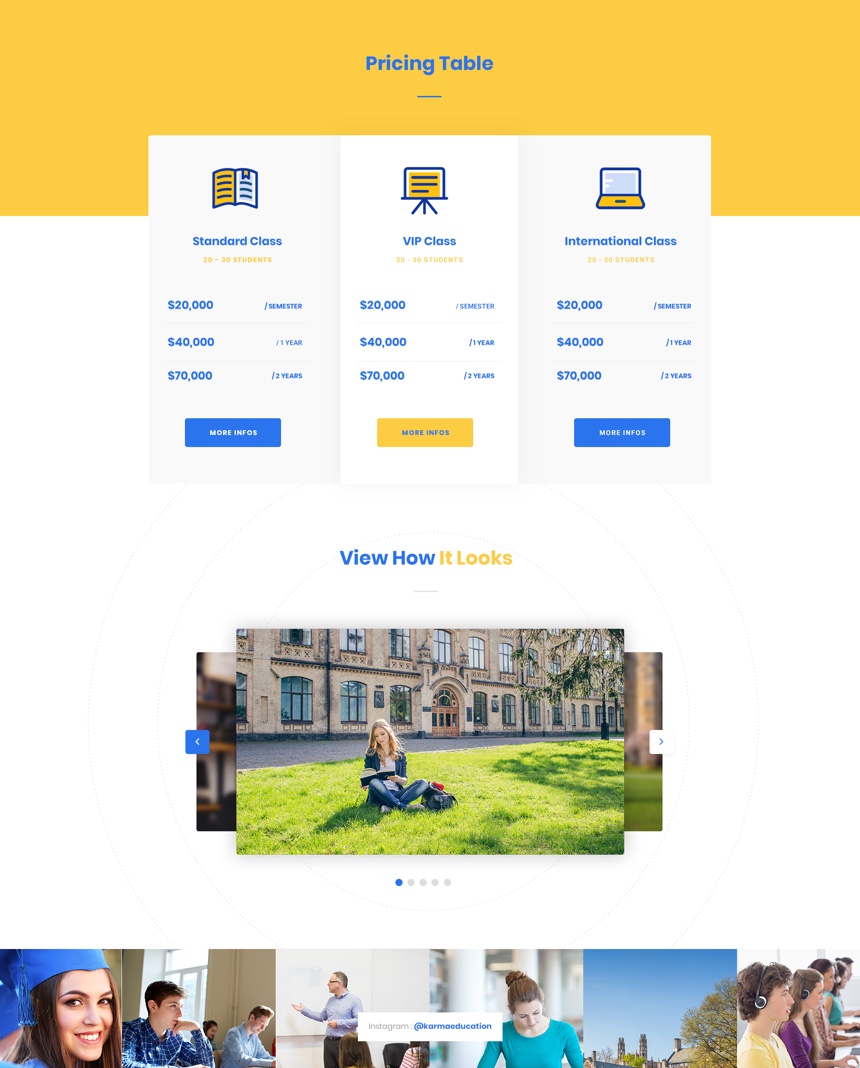 Pricing Table
Standard Class
20 - 30 STUDENTS
$20,000 / SEMESTER
$40,000 / 1 YEAR
$70,000 / 2 YEARS
MORE INFOS
VIP Class
20 - 30 STUDENTS
$20,000 / SEMESTER
$40,000 / 1 YEAR
$70,000 / 2 YEARS
MORE INFOS
International Class
20 - 30 STUDENTS
$20,000 / SEMESTER
$40,000 / 1 YEAR
$70,000 / 2 YEARS
MORE INFOS
View How It Looks
Instagram : @karmaeducation